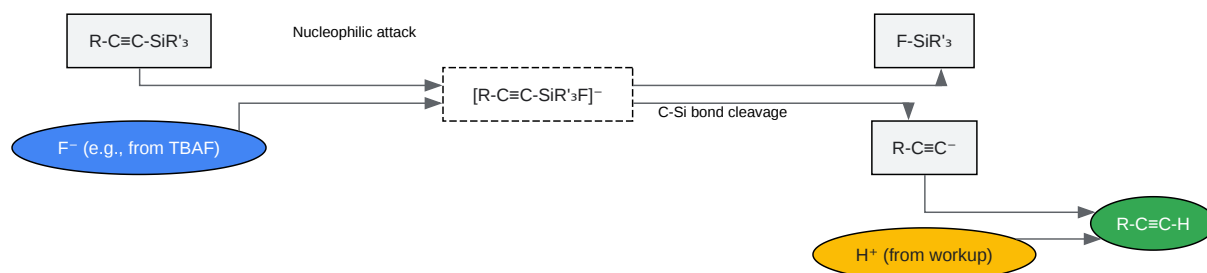 R-C≡C-SiR'₃
Nucleophilic attack
F-SiR'₃
[R-C≡C-SiR'₃F]⁻
C-Si bond cleavage
F⁻ (e.g., from TBAF)
R-C≡C⁻
R-C≡C-H
H⁺ (from workup)